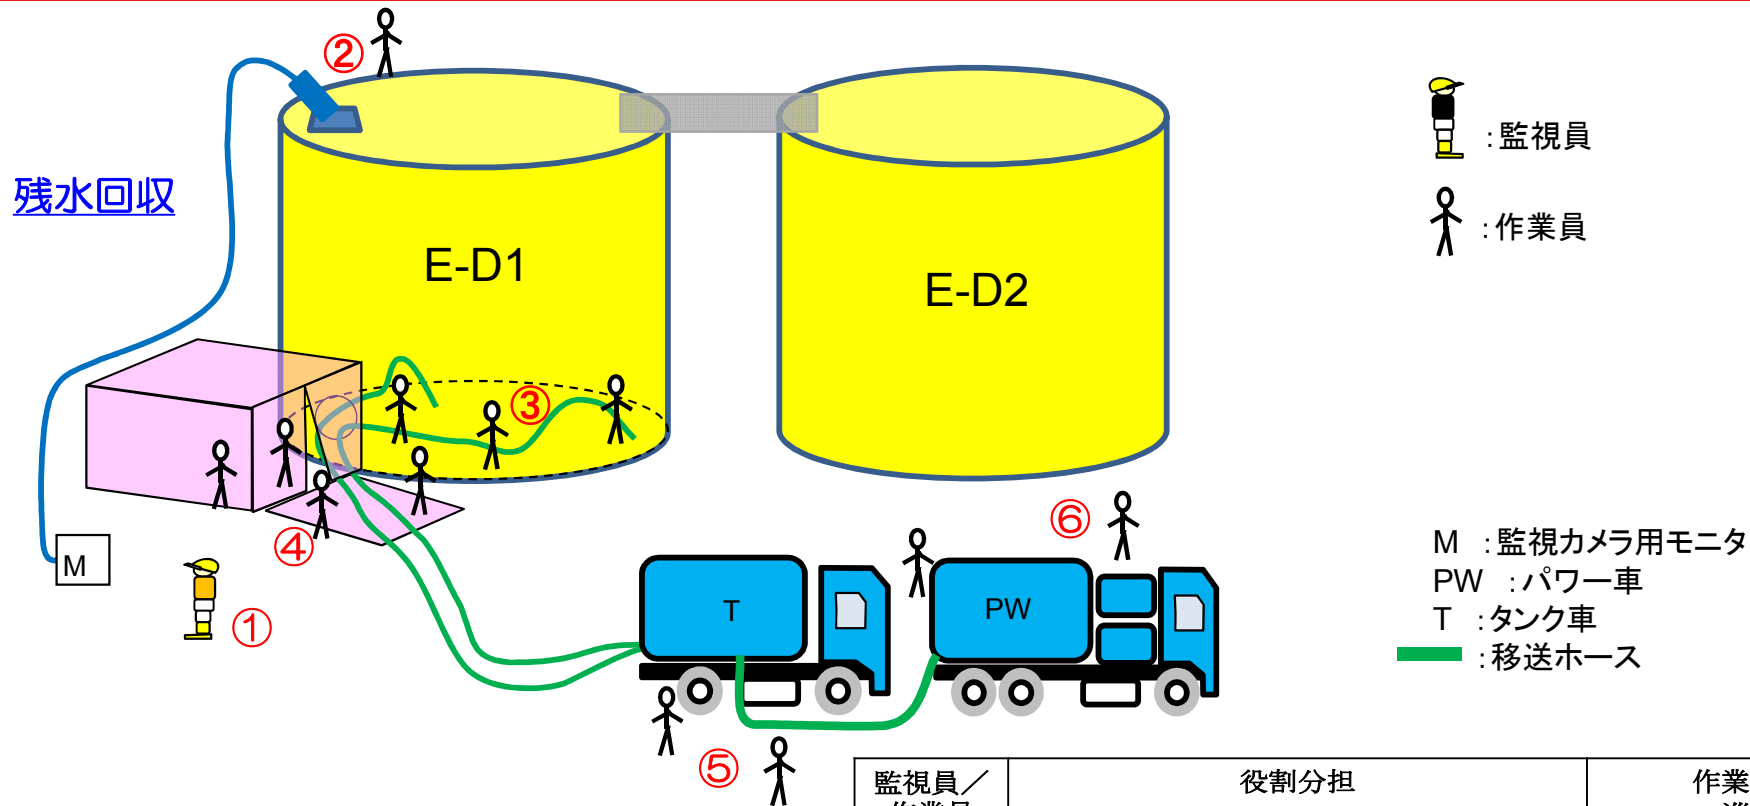 ②
残水回収
E-D1
E-D2
:監視員
:作業員
③
④
M
①
⑥
T
PW
⑤
M :監視カメラ用モニタ
PW :パワー車
T :タンク車
:移送ホース
監視員／
役割分担
作業